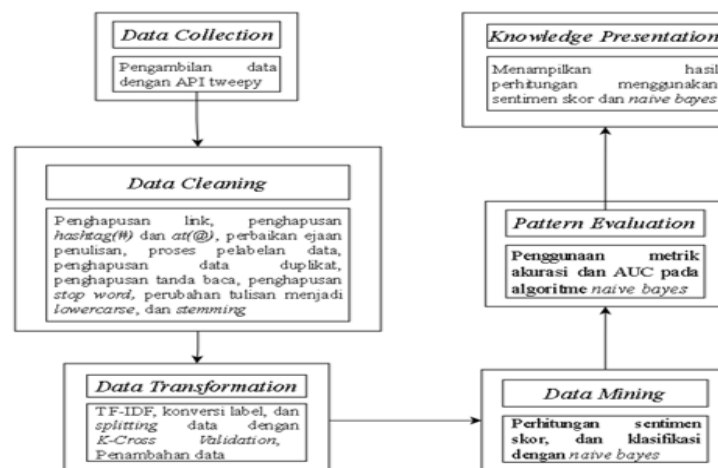 Data Collection
Pengambilan data
dengan API tweepy
Data Cleaning
Penghapusan link, penghapusan
hashtag(#) dan at(@), perbaikan ejaan
penulisan, proses pelabelan data,
penghapusan data duplikat,
penghapusan tanda baca, penghapusan
stop word, perubahan tulisan menjadi
lowercarse, dan stemming
Data Transformation
TF-IDF, konversi label, dan
splitting data dengan
K-Cross Validation,
Penambahan data
Data Mining
Perhitungan sentimen
skor, dan klasifikasi
dengan naive bayes
Pattern Evaluation
Penggunaan metrik
akurasi dan AUC pada
algoritme naive bayes
Knowledge Presentation
Menampilkan hasil
perhitungan menggunakan
sentimen skor dan naive bayes